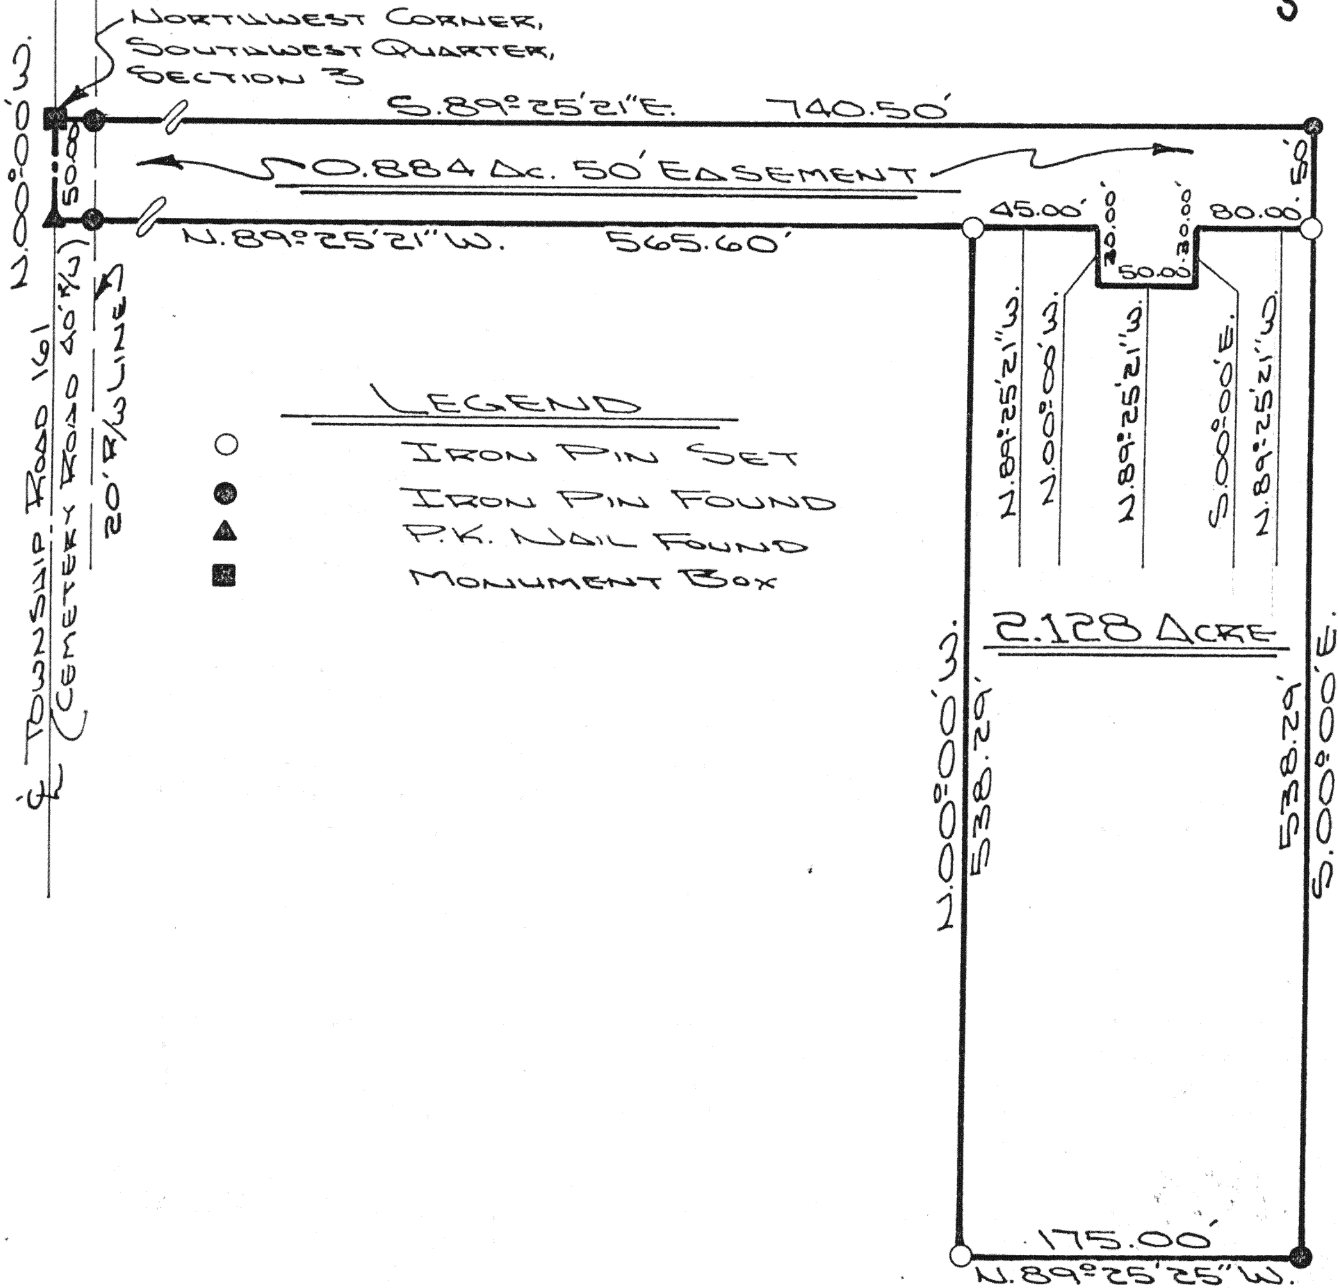 NORTHWEST CORNER,
SOUTHWEST QUARTER,
SECTION 3
S.89°25'21"E. 740.50'
N.00°00'W.
50.00'
0.884 Ac. 50' EASEMENT
50'
N.89°25'21"W. 565.60'
45.00'
30.00'
50.00'
30.00'
80.00'
N.89°25'21"W.
N.00°00'W.
N.89°25'21"W.
S.00°00'E.
N.89°25'21"W.
℄ TOWNSHIP ROAD 161
(CEMETERY ROAD 40' R/W)
20' R/W LINE
LEGEND
IRON PIN SET
IRON PIN FOUND
P.K. NAIL FOUND
MONUMENT BOX
2.128 ACRE
N.00°00'W.
538.29'
538.29'
S.00°00'E.
175.00'
N.89°25'25"W